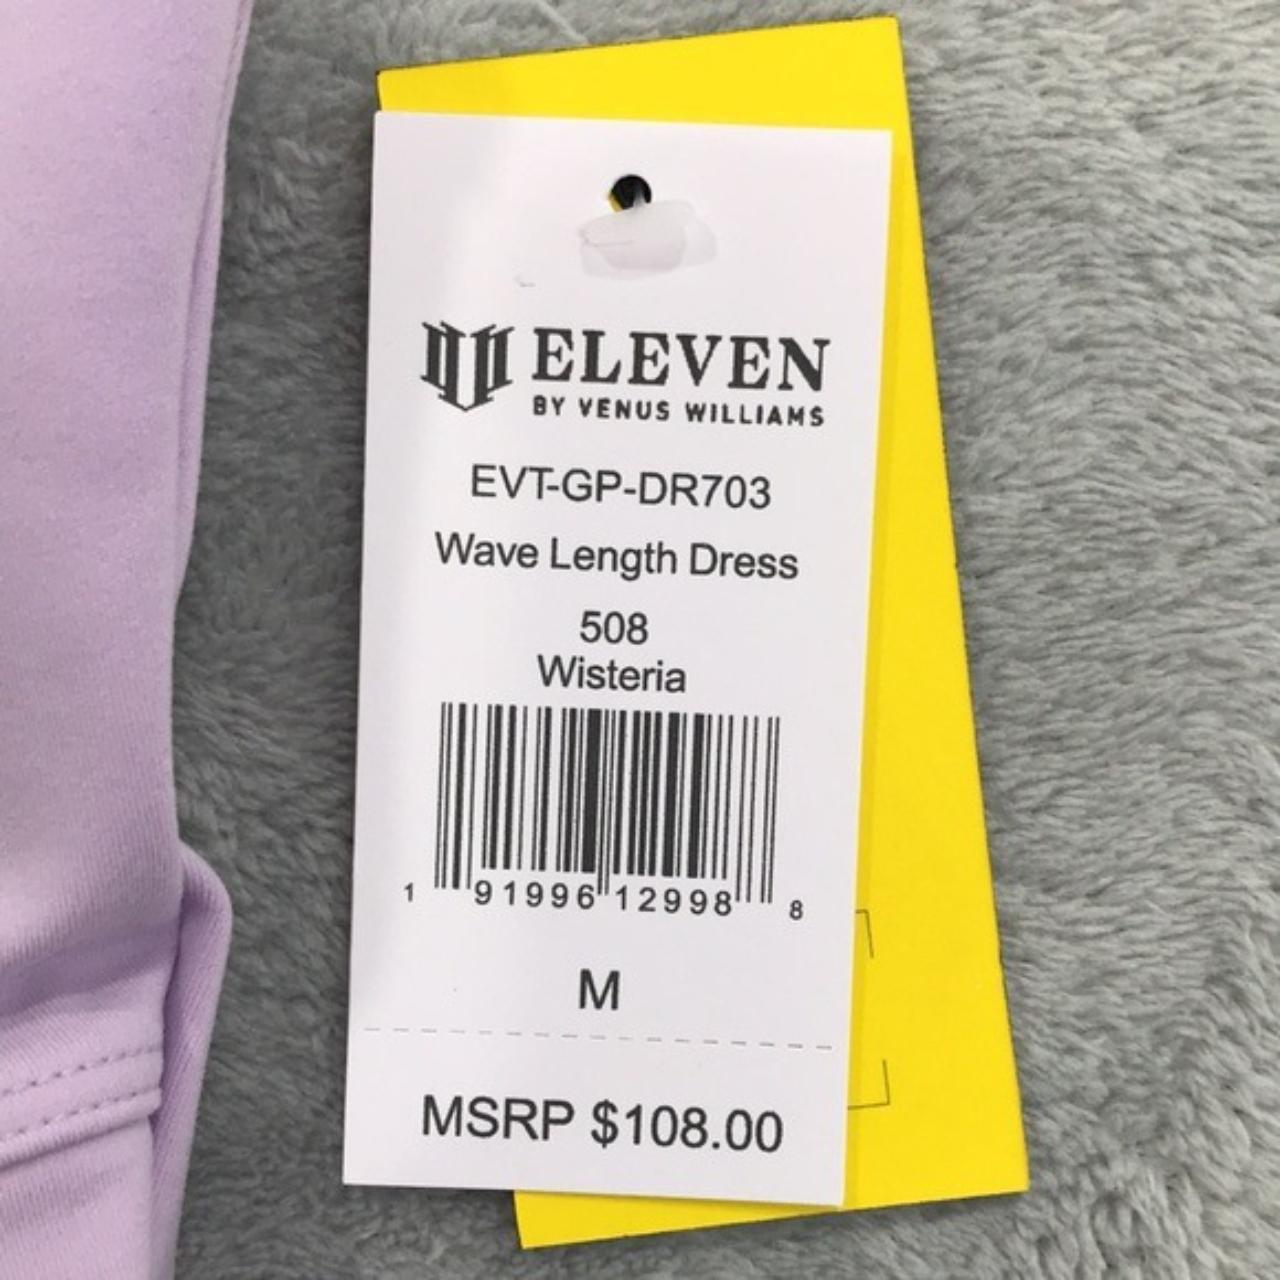 ELEVEN
BY VENUS WILLIAMS
EVT-GP-DR703
Wave Length Dress
508
Wisteria
1 91996 12998 8
M
MSRP $108.00